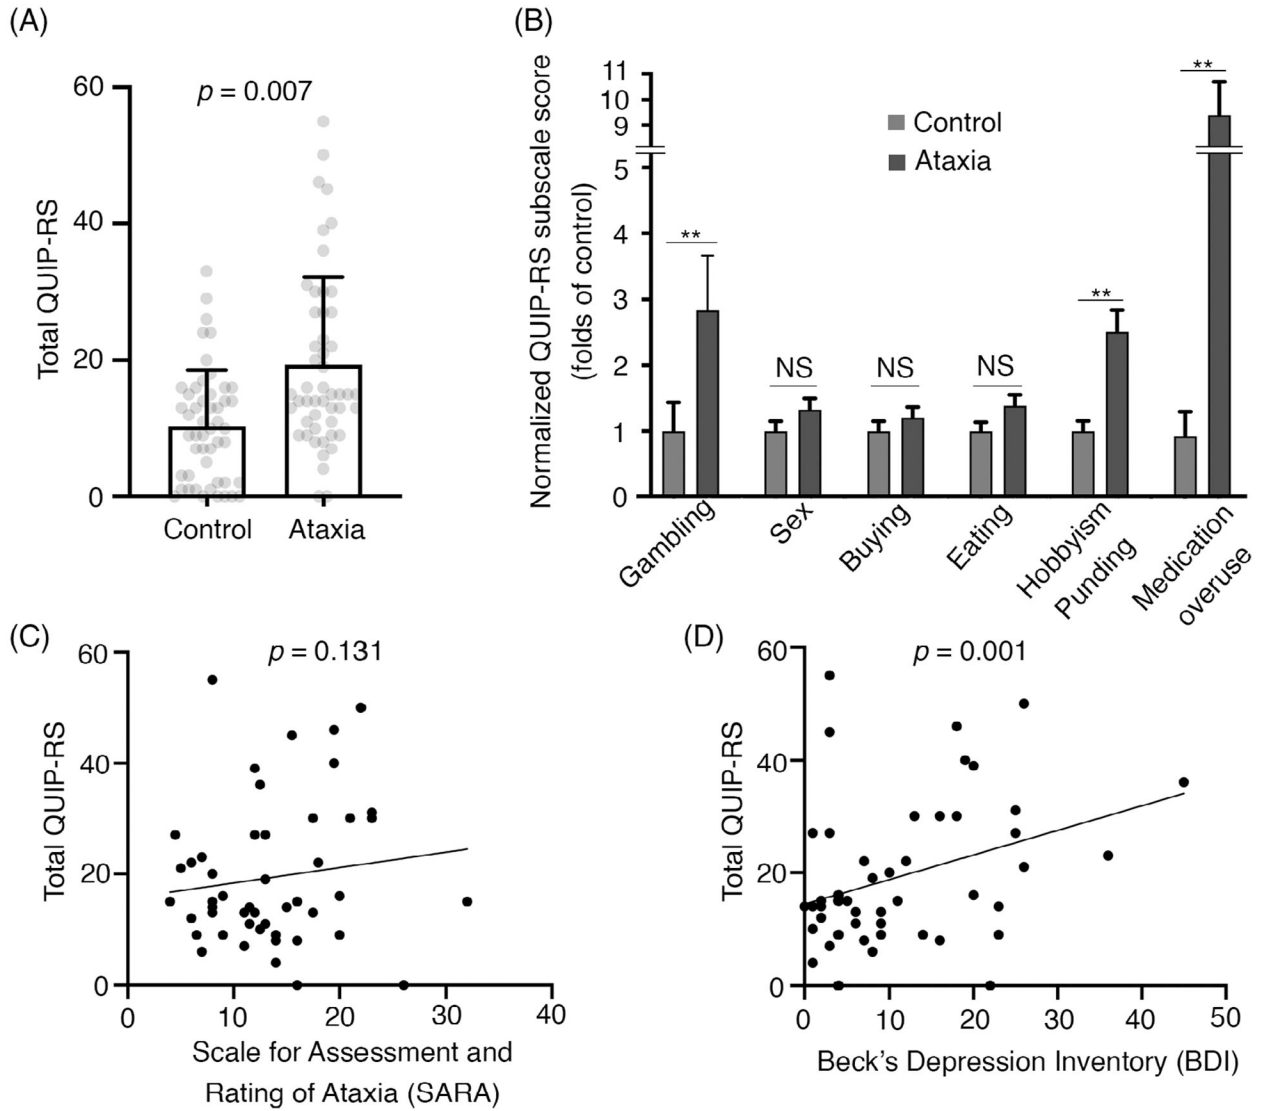 (A)
p = 0.007
Total QUIP-RS
60
40
20
0
Control
Ataxia
(B)
Normalized QUIP-RS subscale score
(folds of control)
11
10
9
5
4
3
2
1
0
Control
Ataxia
**
NS
NS
NS
**
**
Gambling
Sex
Buying
Eating
Hobbyism
Punding
Medication
overuse
(C)
p = 0.131
Total QUIP-RS
60
40
20
0
0
10
20
30
40
Scale for Assessment and
Rating of Ataxia (SARA)
(D)
p = 0.001
Total QUIP-RS
60
40
20
0
0
10
20
30
40
50
Beck's Depression Inventory (BDI)